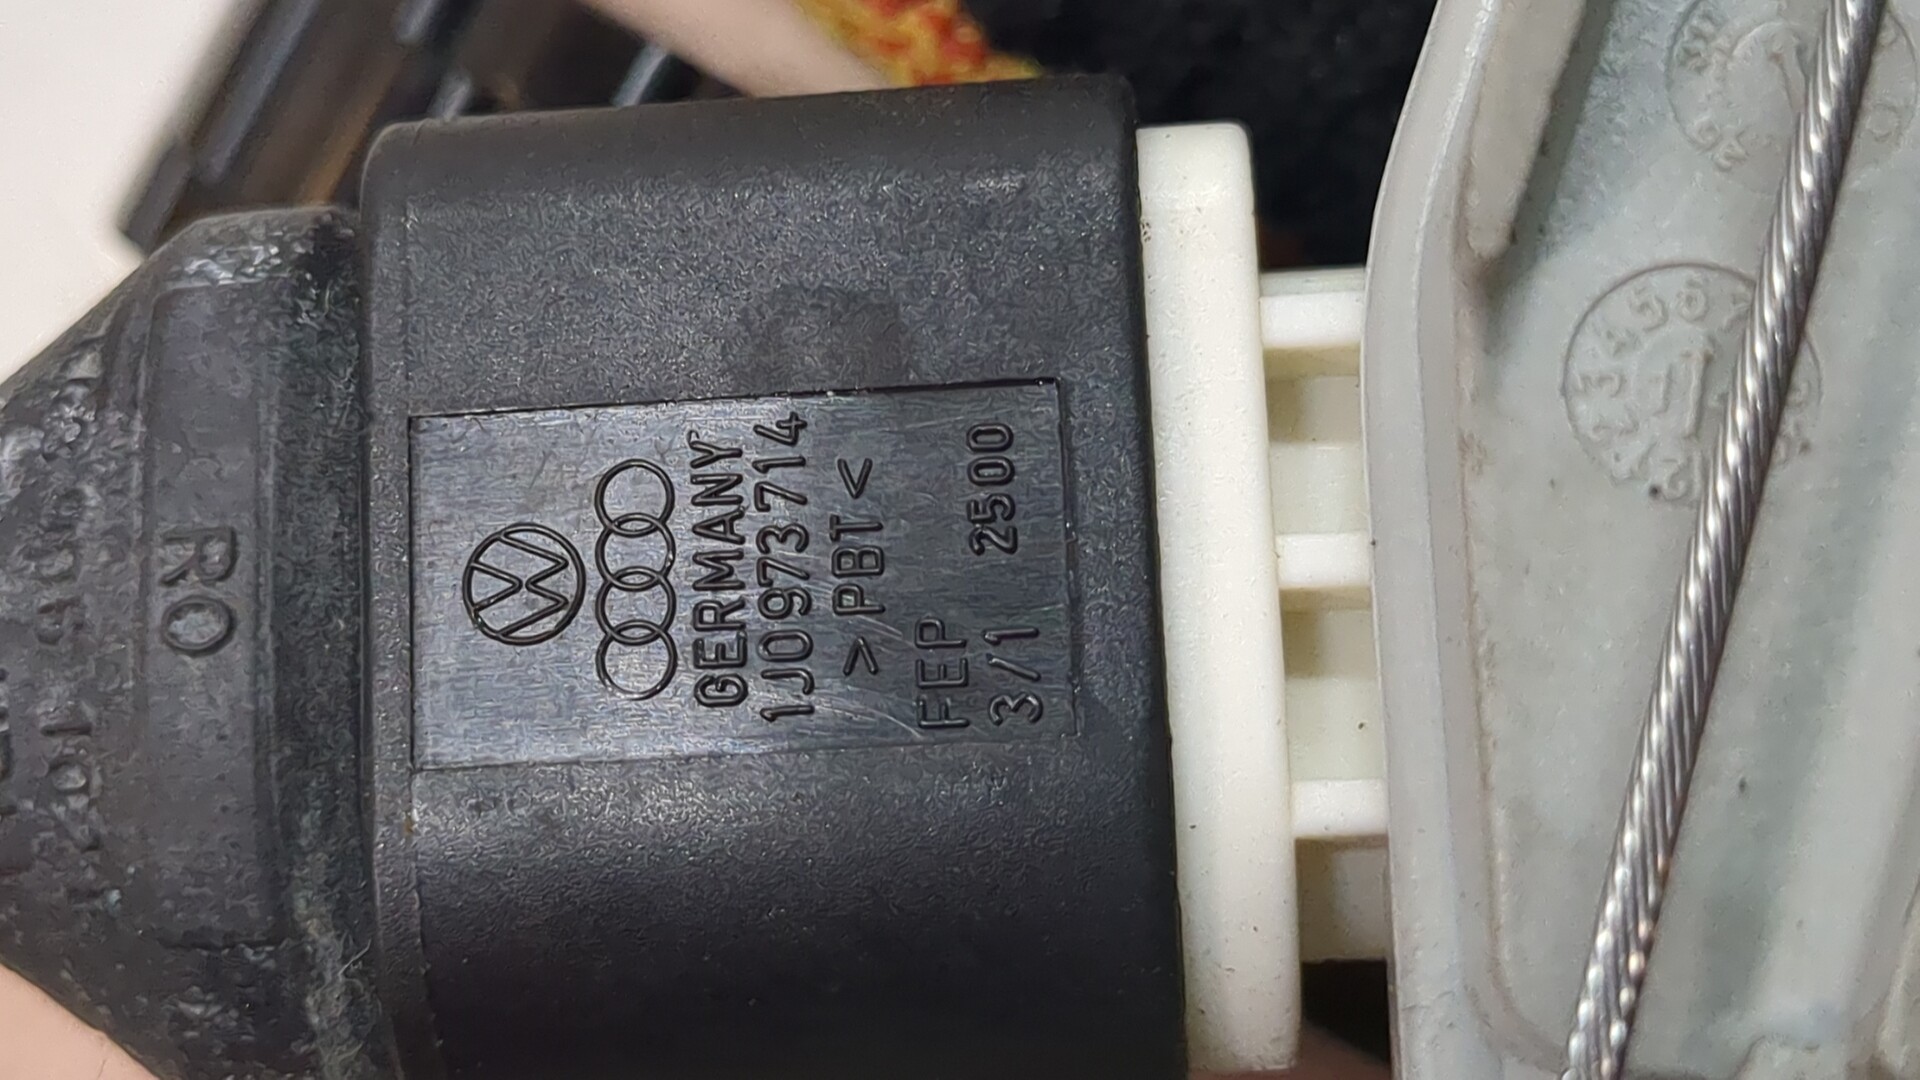 RO
GERMANY
1J0973714
>PBT<
FEP
3/1 2500